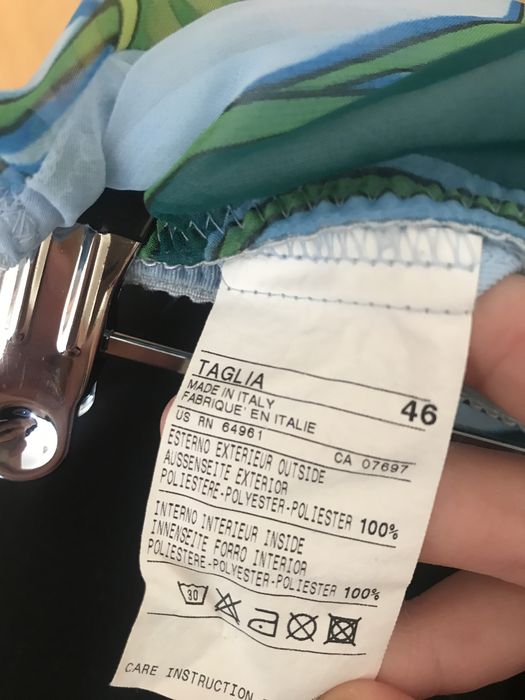 TAGLIA 46
MADE IN ITALY
FABRIQUE' EN ITALIE
US RN 64961 CA 07697
ESTERNO EXTERIEUR OUTSIDE
AUSSENSEITE EXTERIOR
POLIESTERE-POLYESTER-POLIESTER 100%
INTERNO INTERIEUR INSIDE
INNENSEITE FORRO INTERIOR
POLIESTERE-POLYESTER-POLIESTER 100%
30
CARE INSTRUCTION